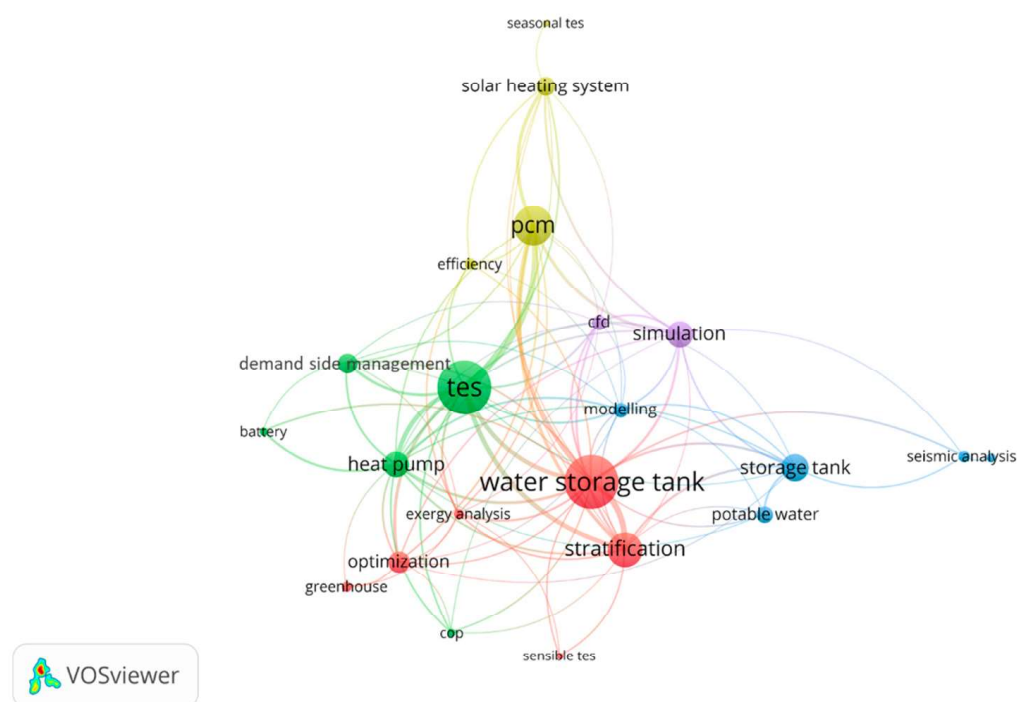 seasonal tes
solar heating system
pcm
efficiency
cfd
simulation
demand side management
tes
modelling
battery
heat pump
storage tank
seismic analysis
water storage tank
exergy analysis
potable water
stratification
optimization
greenhouse
cop
sensible tes
VOSviewer